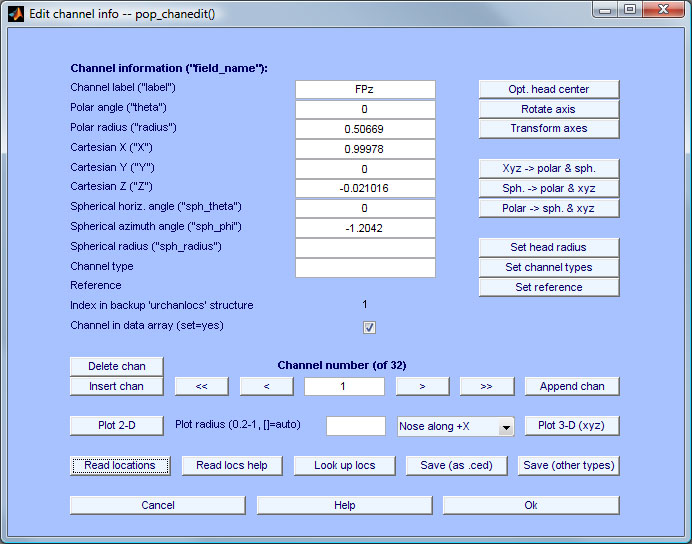 Edit channel info -- pop_chanedit()
Channel information ("field_name"):
Channel label ("label") FPz Opt. head center
Polar angle ("theta") 0 Rotate axis
Polar radius ("radius") 0.50669 Transform axes
Cartesian X ("X") 0.99978
Cartesian Y ("Y") 0 Xyz -> polar & sph.
Cartesian Z ("Z") -0.021016 Sph. -> polar & xyz
Spherical horiz. angle ("sph_theta") 0 Polar -> sph. & xyz
Spherical azimuth angle ("sph_phi") -1.2042
Spherical radius ("sph_radius") Set head radius
Channel type Set channel types
Reference Set reference
Index in backup 'urchanlocs' structure 1
Channel in data array (set=yes)
Delete chan Channel number (of 32)
Insert chan << < 1 > >> Append chan
Plot 2-D Plot radius (0.2-1, []=auto) Nose along +X Plot 3-D (xyz)
Read locations Read locs help Look up locs Save (as .ced) Save (other types)
Cancel Help Ok